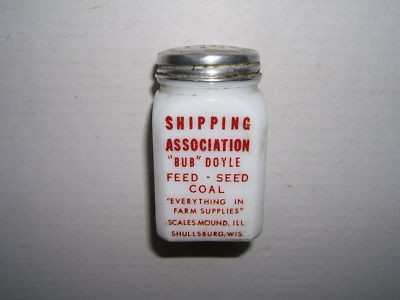 SHIPPING
ASSOCIATION
"BUB" DOYLE
FEED - SEED
COAL
"EVERYTHING IN
FARM SUPPLIES"
SCALES MOUND, ILL.
SHULLSBURG, WIS.